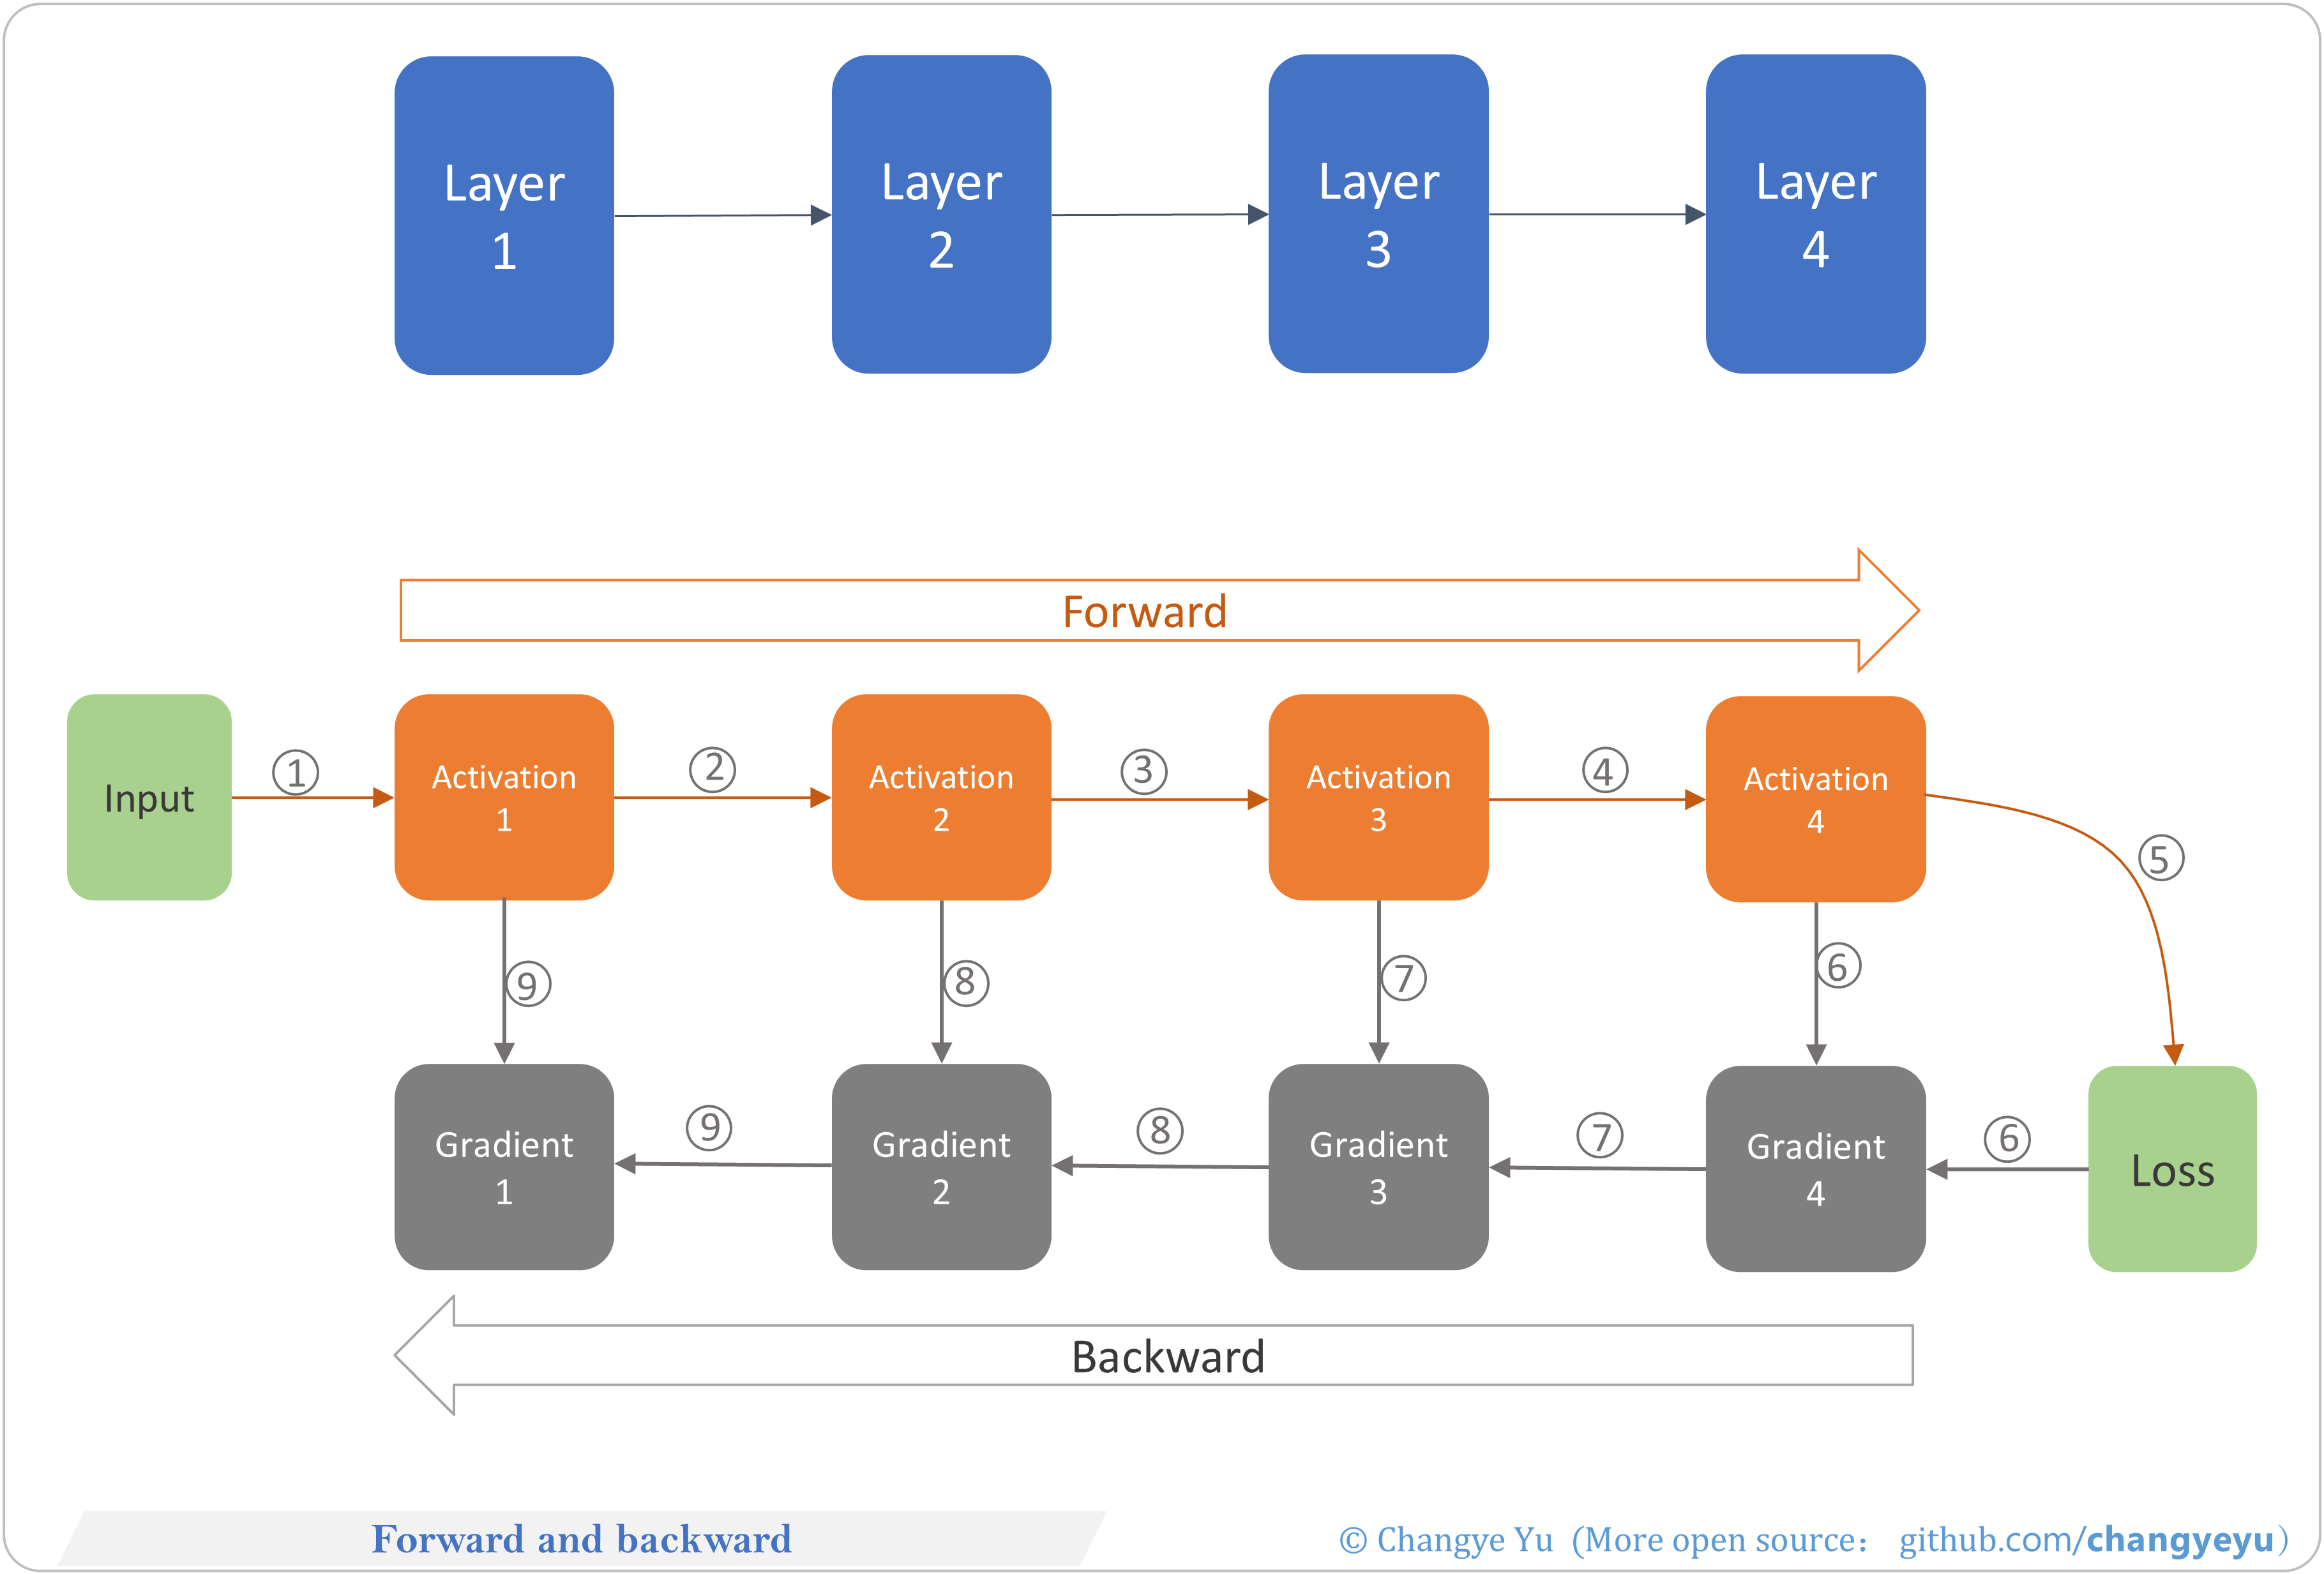 Layer
1
Layer
2
Layer
3
Layer
4
Forward
Input
①
Activation
1
②
Activation
2
③
Activation
3
④
Activation
4
⑤
⑨
⑧
⑦
⑥
Gradient
1
⑨
Gradient
2
⑧
Gradient
3
⑦
Gradient
4
⑥
Loss
Backward
Forward and backward
© Changye Yu (More open source： github.com/changyeyu)